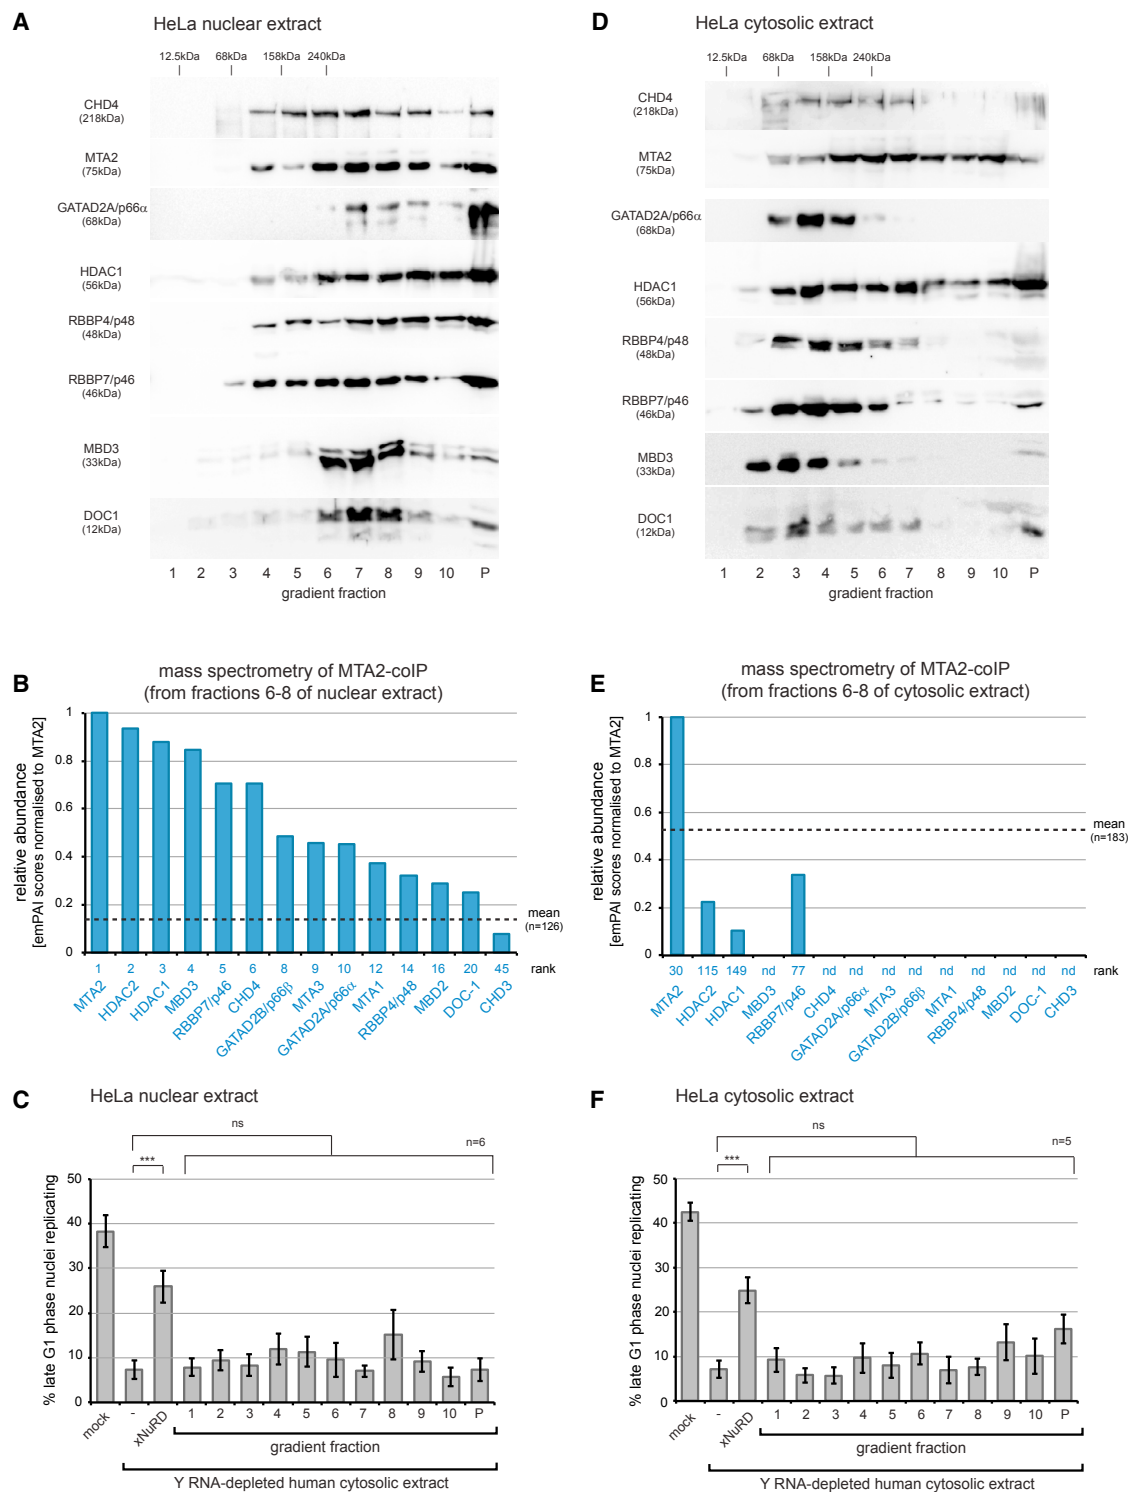 A
HeLa nuclear extract
12.5kDa 68kDa 158kDa 240kDa
CHD4
(218kDa)
MTA2
(75kDa)
GATAD2A/p66α
(68kDa)
HDAC1
(56kDa)
RBBP4/p48
(48kDa)
RBBP7/p46
(46kDa)
MBD3
(33kDa)
DOC1
(12kDa)
1 2 3 4 5 6 7 8 9 10 P
gradient fraction
D
HeLa cytosolic extract
12.5kDa 68kDa 158kDa 240kDa
CHD4
(218kDa)
MTA2
(75kDa)
GATAD2A/p66α
(68kDa)
HDAC1
(56kDa)
RBBP4/p48
(48kDa)
RBBP7/p46
(46kDa)
MBD3
(33kDa)
DOC1
(12kDa)
1 2 3 4 5 6 7 8 9 10 P
gradient fraction
B
mass spectrometry of MTA2-coIP
(from fractions 6-8 of nuclear extract)
relative abundance
[emPAI scores normalised to MTA2]
1
0.8
0.6
0.4
0.2
0
mean
(n=126)
1 2 3 4 5 6 8 9 10 12 14 16 20 45 rank
MTA2
HDAC2
HDAC1
MBD3
RBBP7/p46
CHD4
GATAD2B/p66β
MTA3
GATAD2A/p66α
MTA1
RBBP4/p48
MBD2
DOC-1
CHD3
E
mass spectrometry of MTA2-coIP
(from fractions 6-8 of cytosolic extract)
relative abundance
[emPAI scores normalised to MTA2]
1
0.8
0.6
0.4
0.2
0
mean
(n=183)
30 115 149 nd 77 nd nd nd nd nd nd nd nd nd rank
MTA2
HDAC2
HDAC1
MBD3
RBBP7/p46
CHD4
GATAD2A/p66α
MTA3
GATAD2B/p66β
MTA1
RBBP4/p48
MBD2
DOC-1
CHD3
C
HeLa nuclear extract
ns
n=6
***
% late G1 phase nuclei replicating
50
40
30
20
10
0
mock - xNuRD 1 2 3 4 5 6 7 8 9 10 P
gradient fraction
Y RNA-depleted human cytosolic extract
F
HeLa cytosolic extract
ns
n=5
***
% late G1 phase nuclei replicating
50
40
30
20
10
0
mock - xNuRD 1 2 3 4 5 6 7 8 9 10 P
gradient fraction
Y RNA-depleted human cytosolic extract